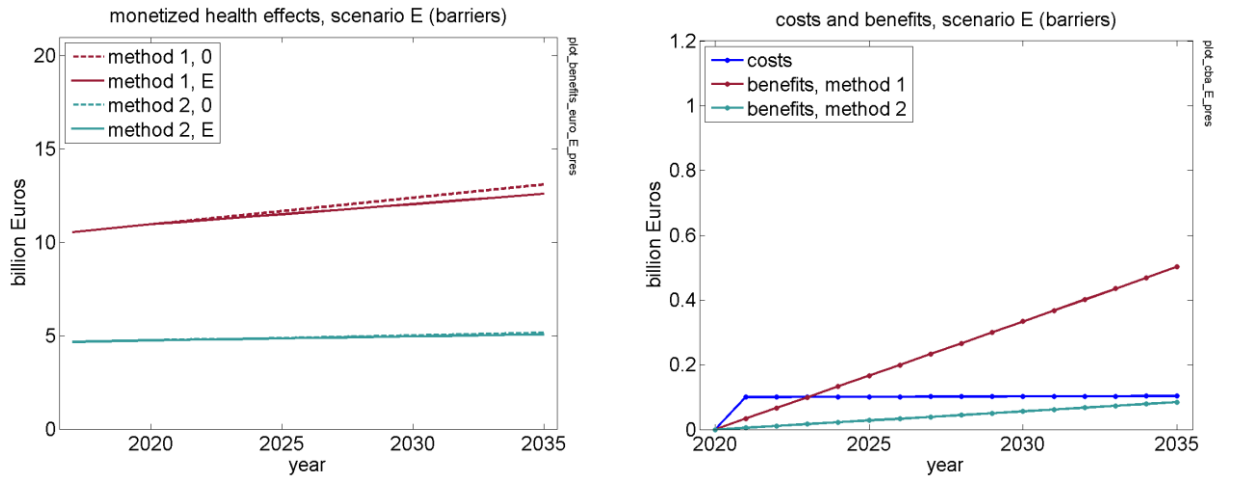 monetized health effects, scenario E (barriers)
method 1, 0
method 1, E
method 2, 0
method 2, E
20
15
10
5
0
billion Euros
2020
2025
2030
2035
year
plot_benefits_euro_E_pres
costs and benefits, scenario E (barriers)
costs
benefits, method 1
benefits, method 2
1.2
1
0.8
0.6
0.4
0.2
0
billion Euros
2020
2025
2030
2035
year
plot_cba_E_pres